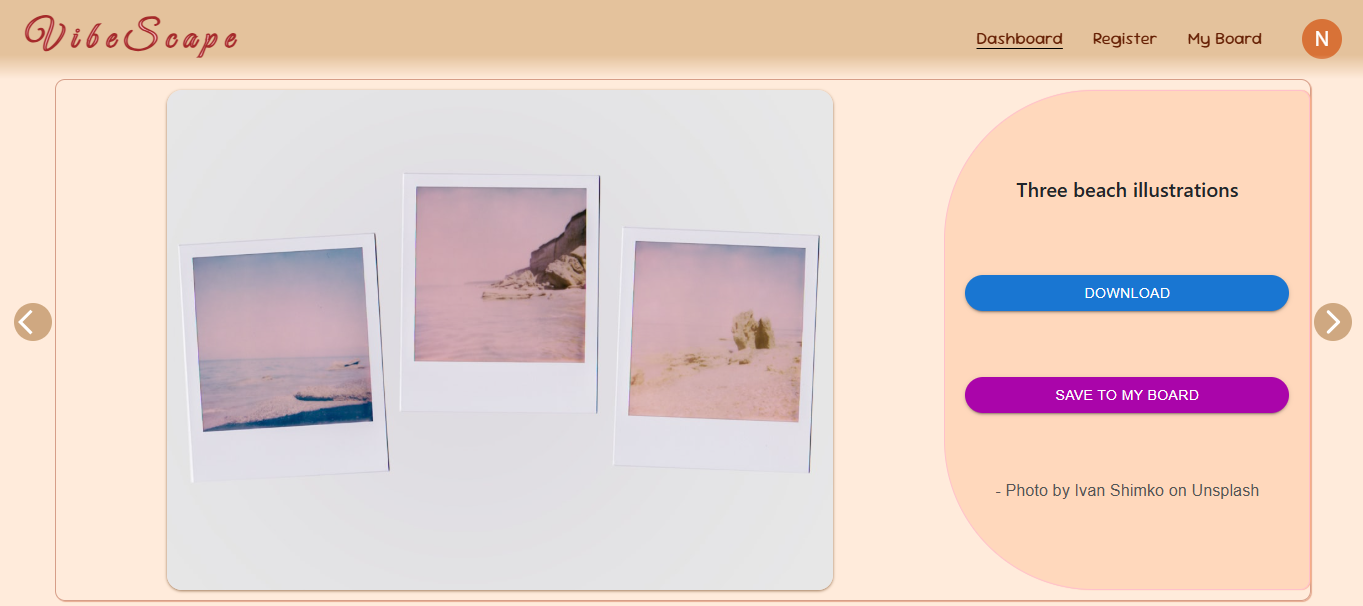 VibeScape
Dashboard
Register
My Board
N
Three beach illustrations
DOWNLOAD
SAVE TO MY BOARD
- Photo by Ivan Shimko on Unsplash